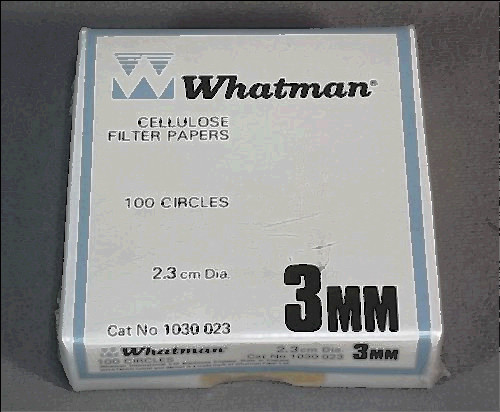 Whatman®
CELLULOSE
FILTER PAPERS
100 CIRCLES
2.3 cm Dia.
3MM
Cat No 1030 023
Whatman® 2.3 cm Dia.
100 CIRCLES Cat No 1030 023 3MM